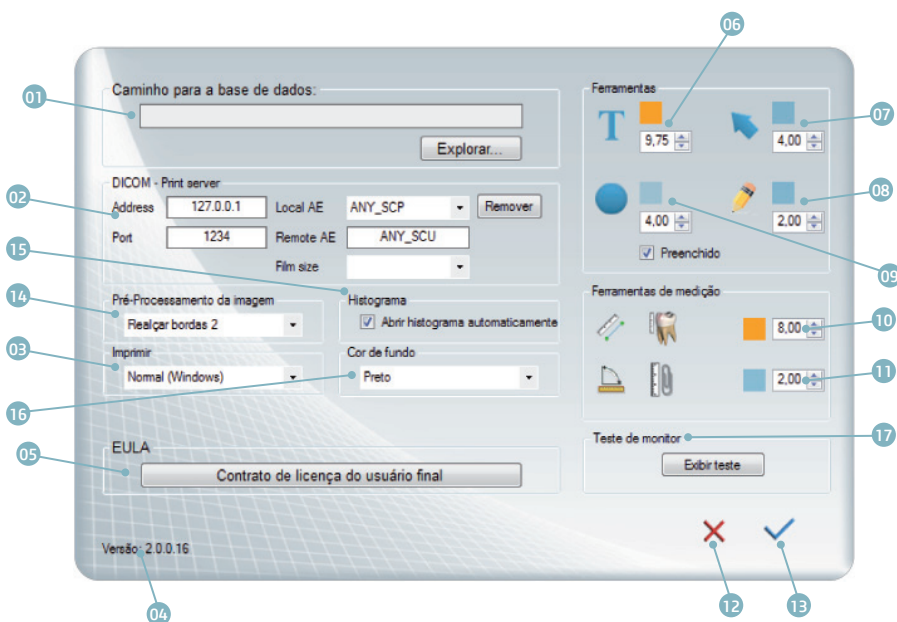 06
Caminho para a base de dados:
01
Explorar...
Ferramentas
T
9,75
4,00
07
4,00
2,00
08
Preenchido
09
DICOM - Print server
02
Address 127.0.0.1 Local AE ANY_SCP Remover
Port 1234 Remote AE ANY_SCU
Film size
15
14
Pré-Processamento da imagem
Realçar bordas 2
Histograma
Abrir histograma automaticamente
03
Imprimir
Normal (Windows)
Cor de fundo
Preto
16
Ferramentas de medição
8,00
10
2,00
11
05
EULA
Contrato de licença do usuário final
Teste de monitor
17
Exibir teste
Versão: 2.0.0.16
04
12
13